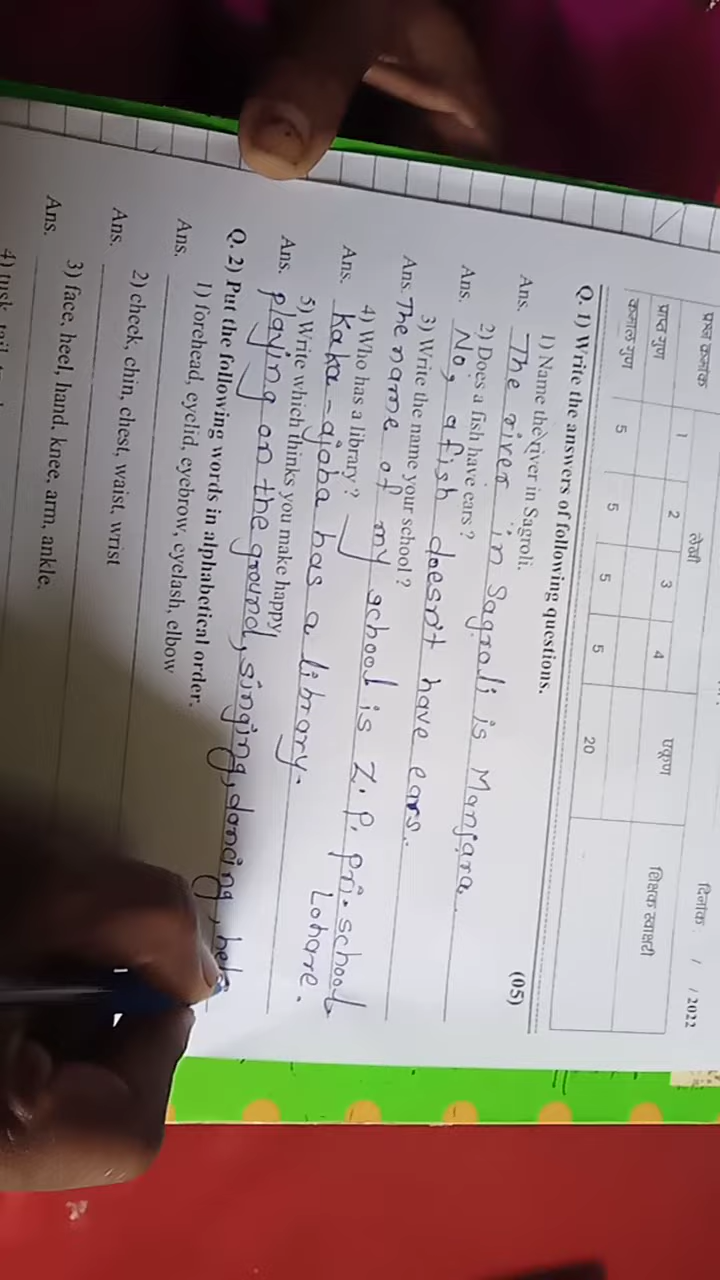 प्रश्न क्रमांक लेखी एकूण दिनांक. / / 2022
1 2 3 4 शिक्षक स्वाक्षरी
प्राप्त गुण
कमाल गुण 5 5 5 5 20
Q. 1) Write the answers of following questions. (05)
1) Name the river in Sagroli.
Ans. The river in Sagroli is Manjara.
2) Does a fish have ears ?
Ans. No, a fish doesn't have ears.
3) Write the name your school ?
Ans. The name of my school is Z. P. pri. school
Lohare.
4) Who has a library ?
Ans. Kaka - ajoba has a library.
5) Write which thinks you make happy
Ans. playing on the ground, singing, dancing, help
Q. 2) Put the following words in alphabetical order.
1) forehead, eyelid, eyebrow, eyelash, elbow
Ans.
2) cheek, chin, chest, waist, wrist
Ans.
3) face, heel, hand, knee, arm, ankle.
Ans.
4) tusk, tail,